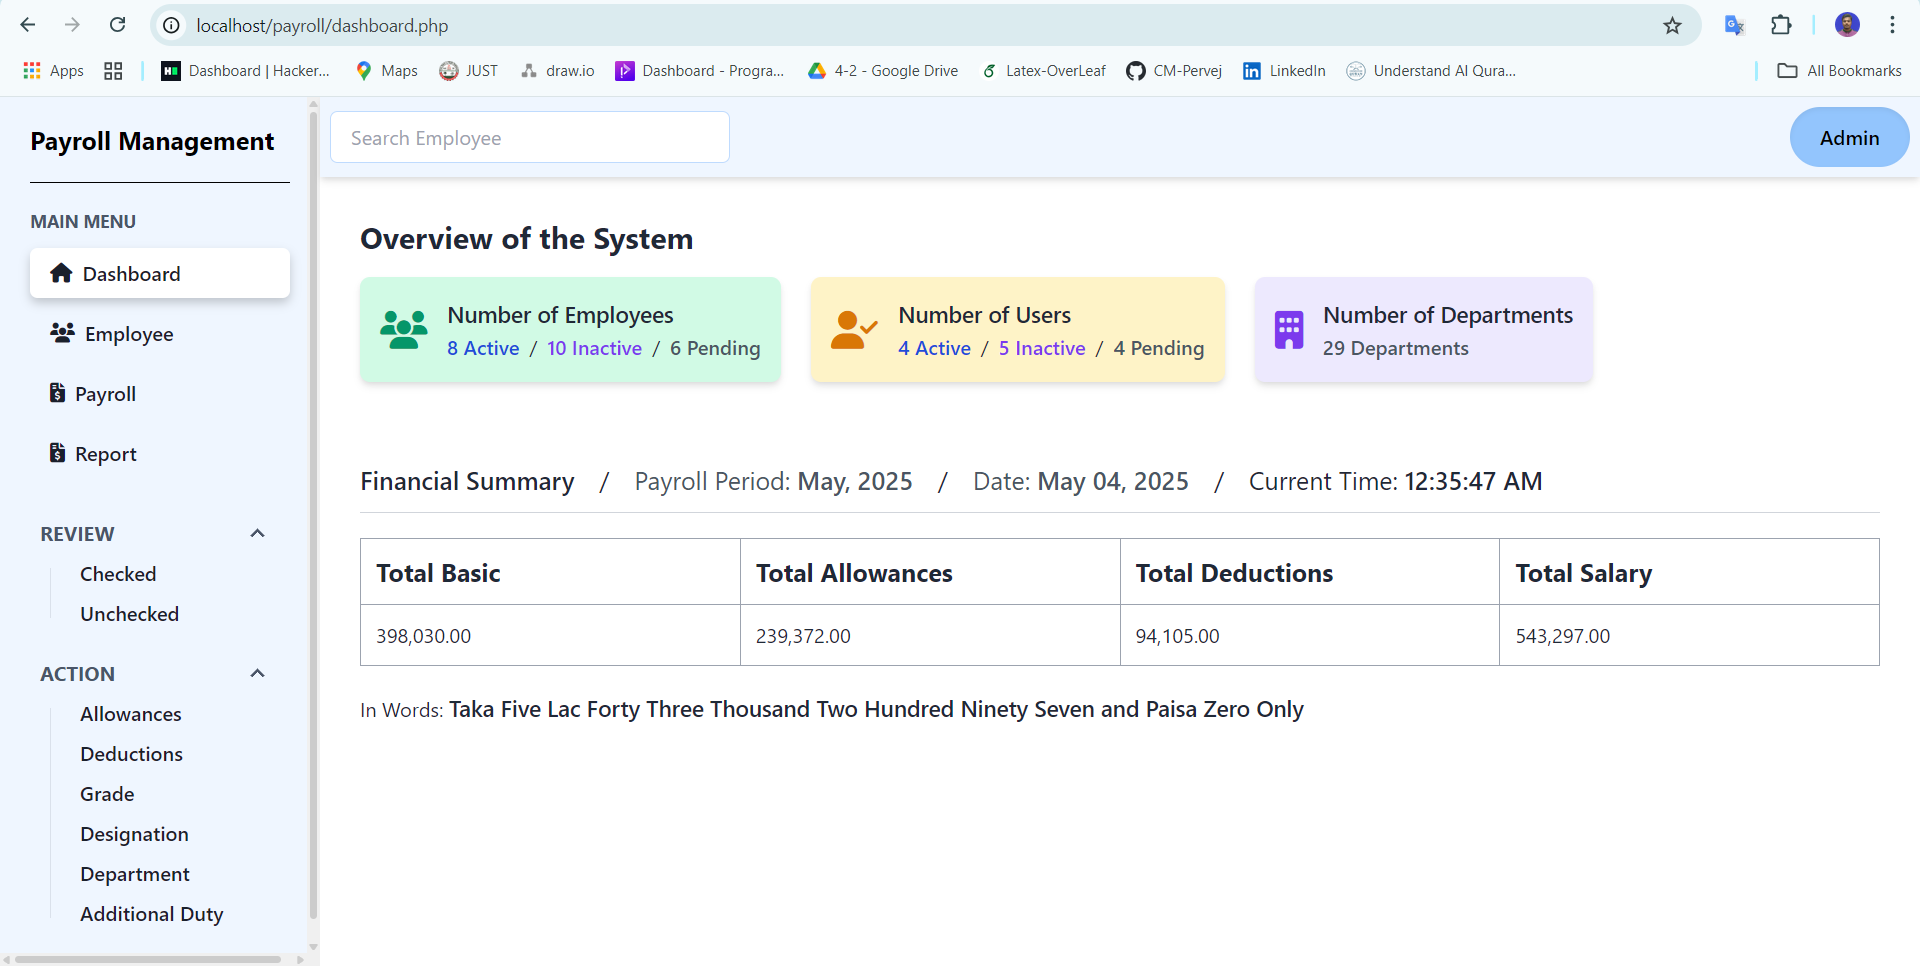 localhost/payroll/dashboard.php
Apps
Dashboard | Hacker...
Maps
JUST
draw.io
Dashboard - Progra...
4-2 - Google Drive
Latex-OverLeaf
CM-Pervej
LinkedIn
Understand AI Qura...
All Bookmarks
Payroll Management
Search Employee
Admin
MAIN MENU
Dashboard
Employee
Payroll
Report
REVIEW
Checked
Unchecked
ACTION
Allowances
Deductions
Grade
Designation
Department
Additional Duty
Overview of the System
Number of Employees
8 Active / 10 Inactive / 6 Pending
Number of Users
4 Active / 5 Inactive / 4 Pending
Number of Departments
29 Departments
Financial Summary / Payroll Period: May, 2025 / Date: May 04, 2025 / Current Time: 12:35:47 AM
Total Basic Total Allowances Total Deductions Total Salary
398,030.00 239,372.00 94,105.00 543,297.00
In Words: Taka Five Lac Forty Three Thousand Two Hundred Ninety Seven and Paisa Zero Only